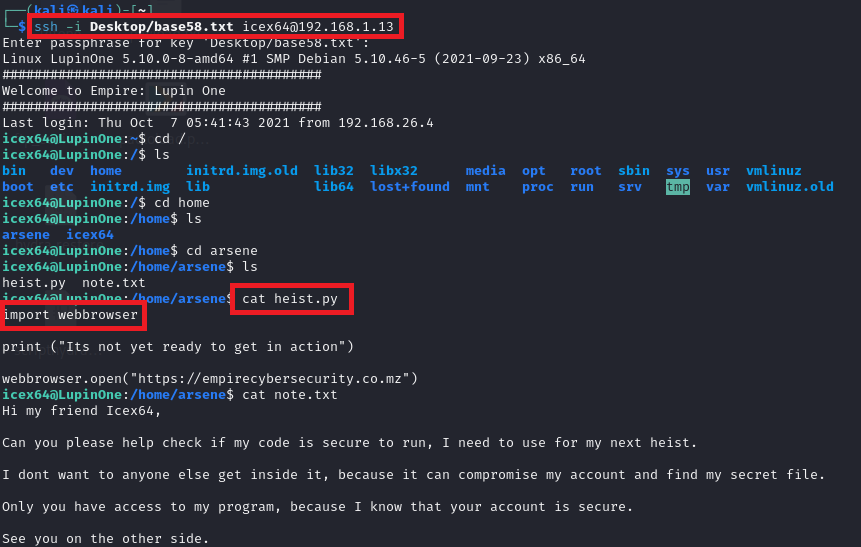 ┌──(kali㉿kali)-[~]
└─$ ssh -i Desktop/base58.txt icex64@192.168.1.13
Enter passphrase for key 'Desktop/base58.txt':
Linux LupinOne 5.10.0-8-amd64 #1 SMP Debian 5.10.46-5 (2021-09-23) x86_64
########################################
Welcome to Empire: Lupin One
########################################
Last login: Thu Oct  7 05:41:43 2021 from 192.168.26.4
icex64@LupinOne:~$ cd /
icex64@LupinOne:/$ ls
bin   dev  home        initrd.img.old  lib32  libx32      media  opt   root  sbin  sys  usr  vmlinuz
boot  etc  initrd.img  lib             lib64  lost+found  mnt    proc  run   srv   tmp  var  vmlinuz.old
icex64@LupinOne:/$ cd home
icex64@LupinOne:/home$ ls
arsene  icex64
icex64@LupinOne:/home$ cd arsene
icex64@LupinOne:/home/arsene$ ls
heist.py  note.txt
icex64@LupinOne:/home/arsene$ cat heist.py
import webbrowser
print ("Its not yet ready to get in action")
webbrowser.open("https://empirecybersecurity.co.mz")
icex64@LupinOne:/home/arsene$ cat note.txt
Hi my friend Icex64,
Can you please help check if my code is secure to run, I need to use for my next heist.
I dont want to anyone else get inside it, because it can compromise my account and find my secret file.
Only you have access to my program, because I know that your account is secure.
See you on the other side.